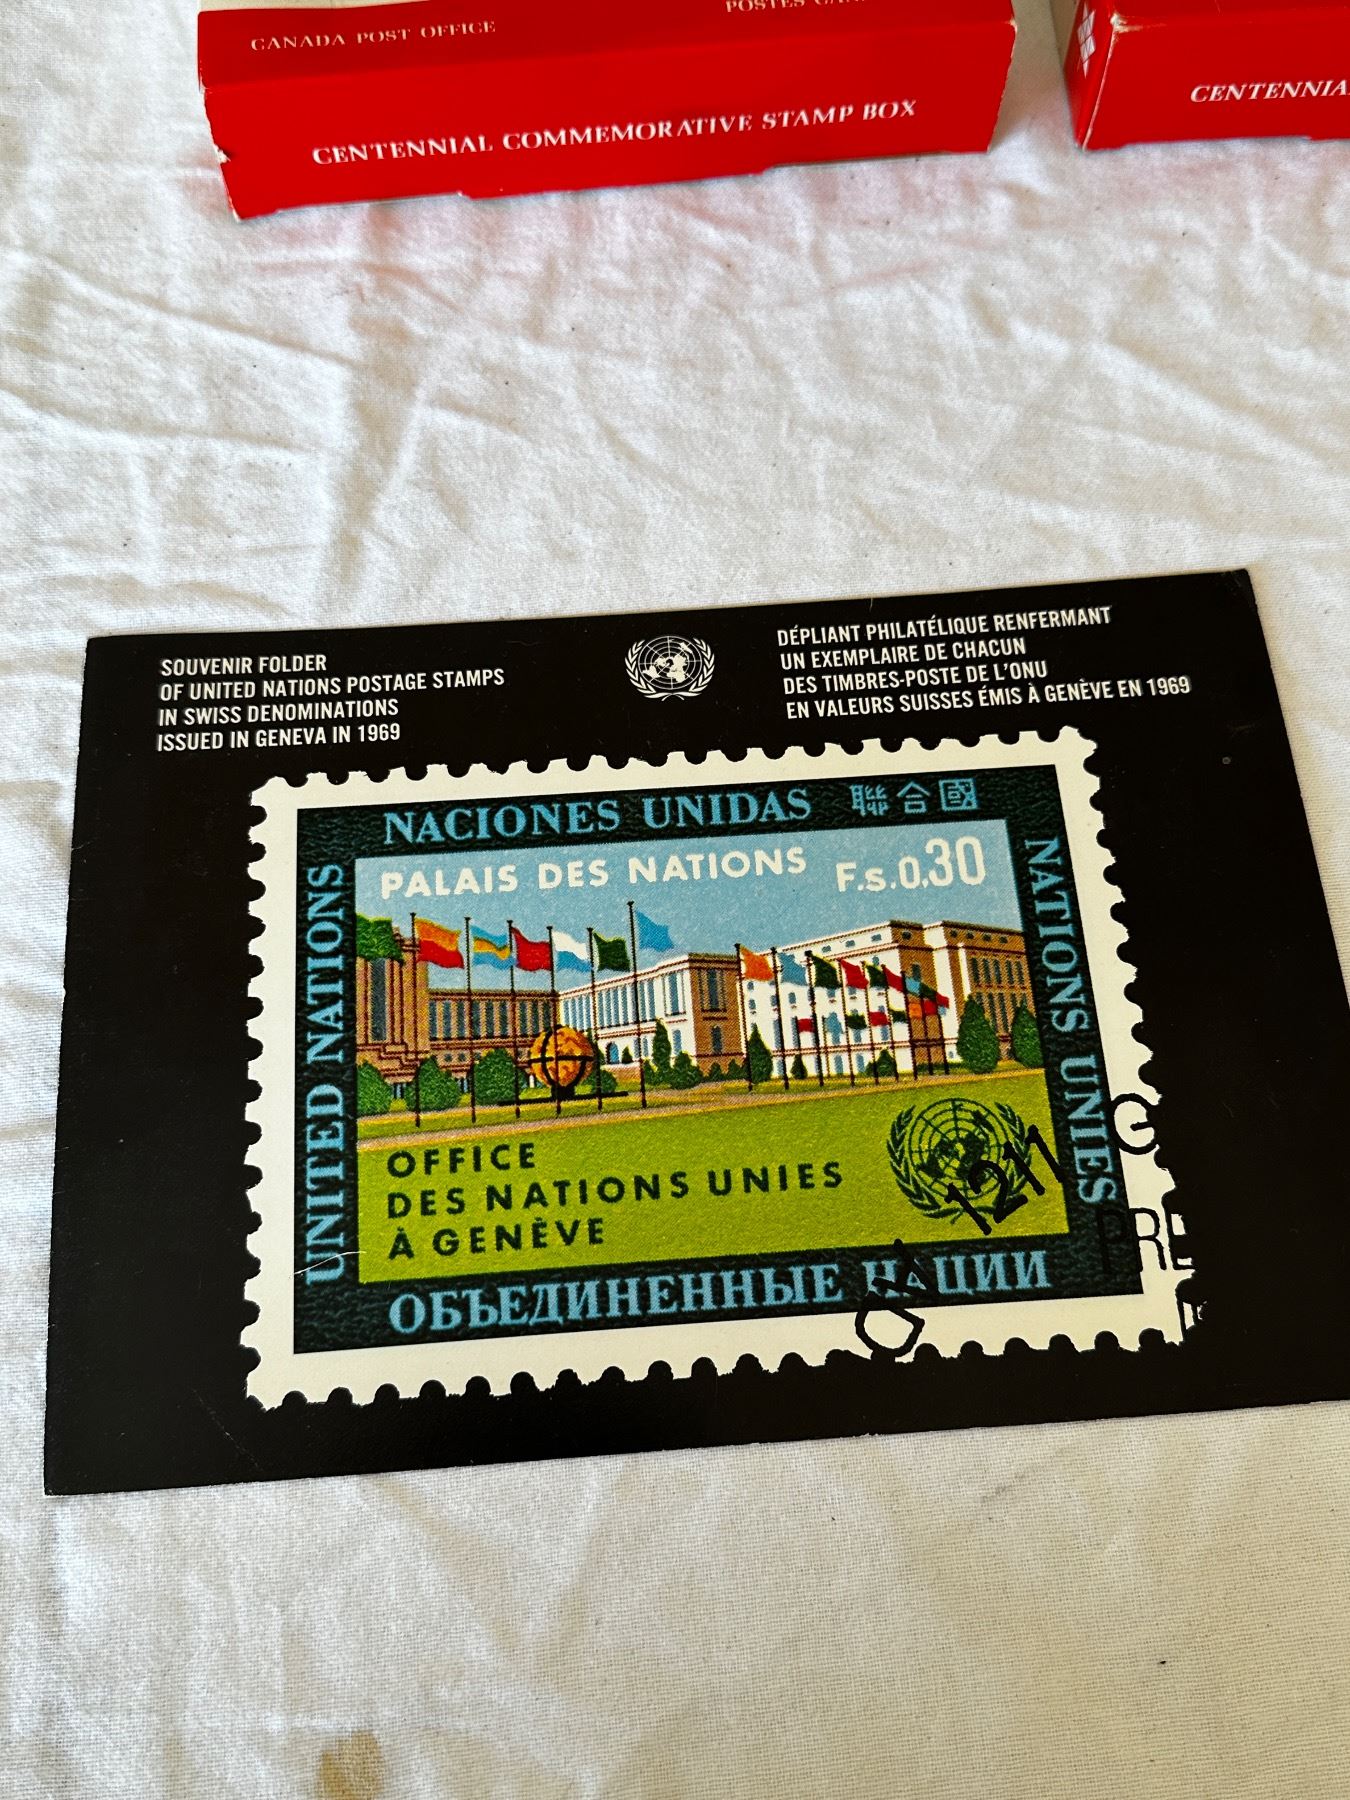 CANADA POST OFFICE
POSTES
CENTENNIAL COMMEMORATIVE STAMP BOX
CENTENNIA
SOUVENIR FOLDER
OF UNITED NATIONS POSTAGE STAMPS
IN SWISS DENOMINATIONS
ISSUED IN GENEVA IN 1969
DÉPLIANT PHILATÉLIQUE RENFERMANT
UN EXEMPLAIRE DE CHACUN
DES TIMBRES-POSTE DE L'ONU
EN VALEURS SUISSES ÉMIS À GENÈVE EN 1969
NACIONES UNIDAS 聯合國
UNITED NATIONS
PALAIS DES NATIONS F.s.0,30
NATIONS UNIES
OFFICE
DES NATIONS UNIES
À GENÈVE
ОБЪЕДИНЕННЫЕ НАЦИИ
G
1211
PRE